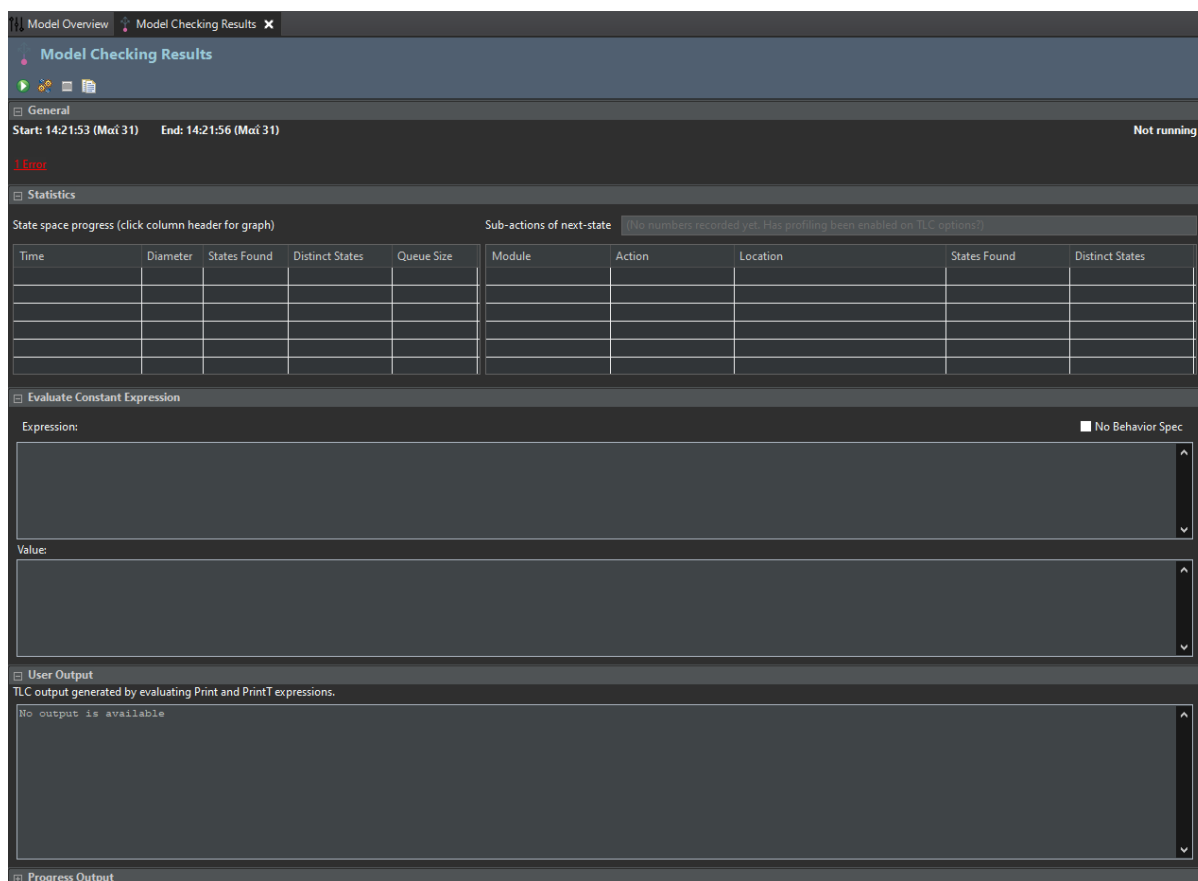 Model Overview Model Checking Results
Model Checking Results
General
Start: 14:21:53 (Μαΐ 31) End: 14:21:56 (Μαΐ 31) Not running
1 Error
Statistics
State space progress (click column header for graph) Sub-actions of next-state (No numbers recorded yet. Has profiling been enabled on TLC options?)
Time Diameter States Found Distinct States Queue Size Module Action Location States Found Distinct States
Evaluate Constant Expression
Expression: No Behavior Spec
Value:
User Output
TLC output generated by evaluating Print and PrintT expressions.
No output is available
Progress Output